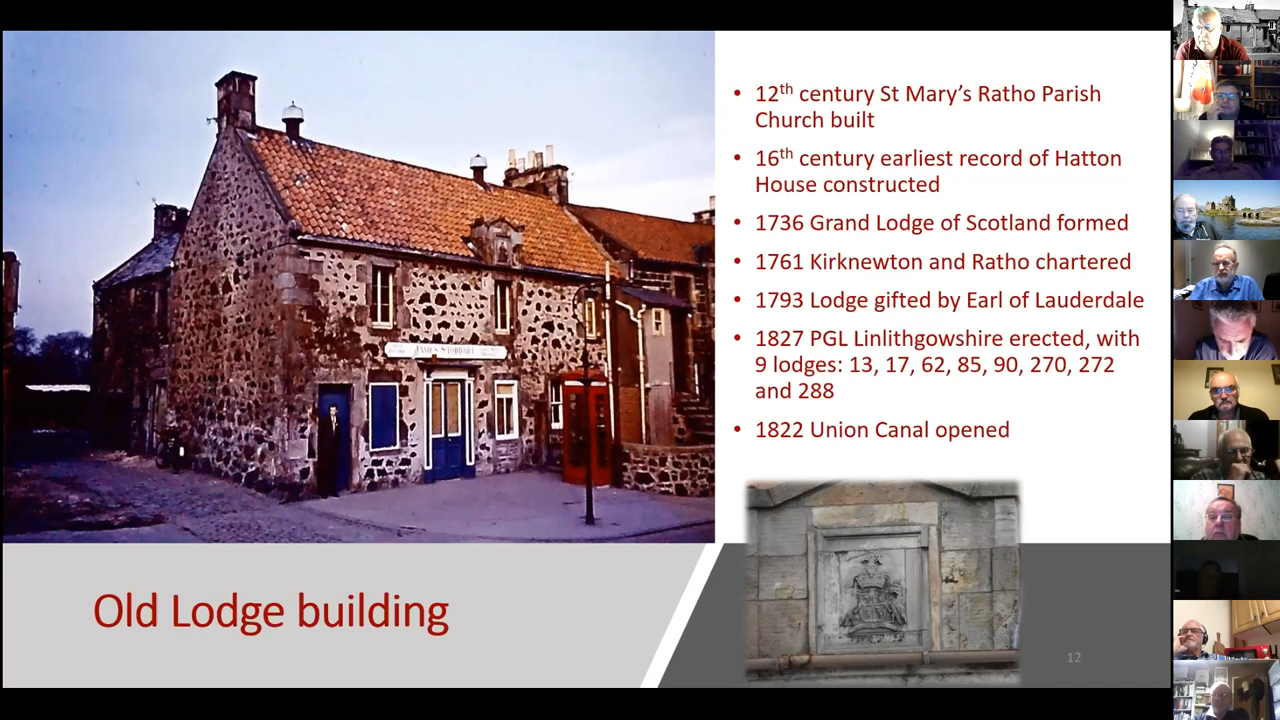 12th century St Mary's Ratho Parish
Church built
16th century earliest record of Hatton
House constructed
1736 Grand Lodge of Scotland formed
1761 Kirknewton and Ratho chartered
1793 Lodge gifted by Earl of Lauderdale
1827 PGL Linlithgowshire erected, with
9 lodges: 13, 17, 62, 85, 90, 270, 272
and 288
1822 Union Canal opened
Old Lodge building
12